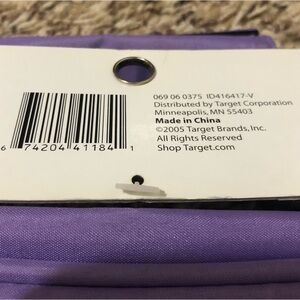 069 06 0375 ID416417-V
Distributed by Target Corporation
Minneapolis, MN 55403
Made in China
©2005 Target Brands, Inc.
All Rights Reserved
Shop Target.com
6 74204 41184 1